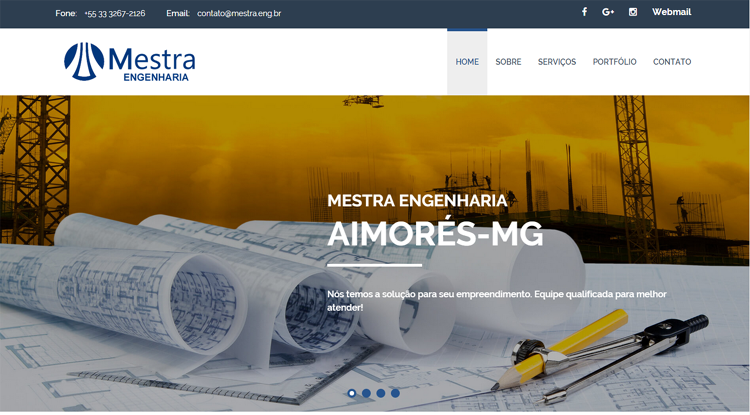 Fone: +55 33 3267-2126 Email: contato@mestra.eng.br Webmail
Mestra
ENGENHARIA
HOME SOBRE SERVIÇOS PORTFÓLIO CONTATO
MESTRA ENGENHARIA
AIMORÉS-MG
Nós temos a solução para seu empreendimento. Equipe qualificada para melhor
atender!